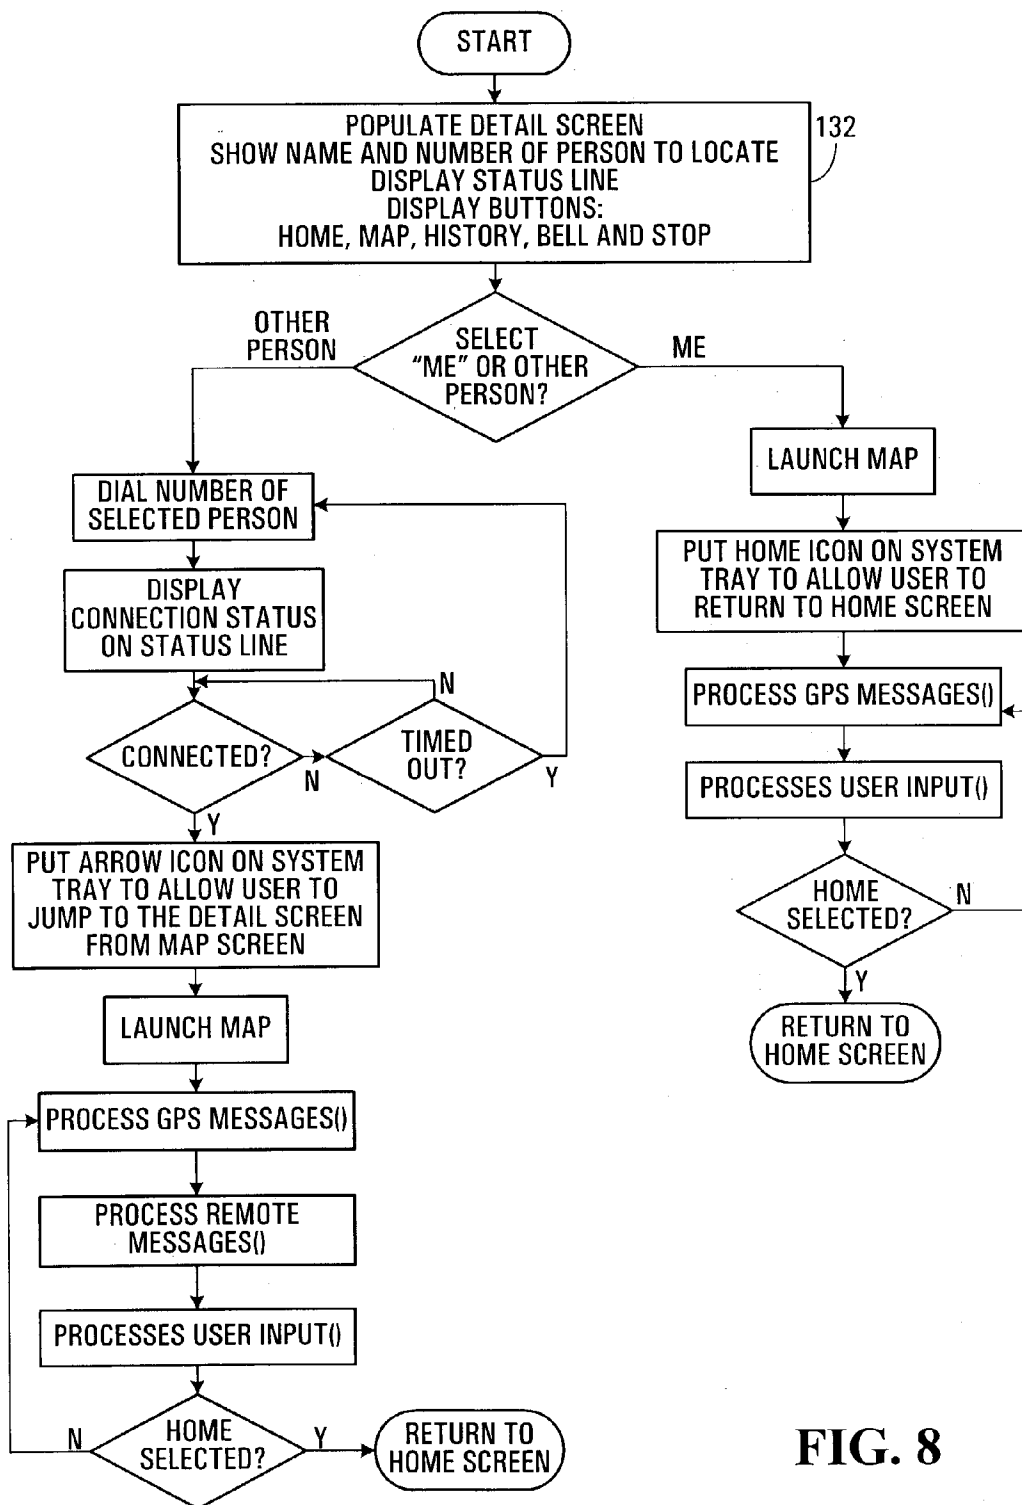 START
POPULATE DETAIL SCREEN
SHOW NAME AND NUMBER OF PERSON TO LOCATE
DISPLAY STATUS LINE
DISPLAY BUTTONS:
HOME, MAP, HISTORY, BELL AND STOP
132
SELECT
"ME" OR OTHER
PERSON?
OTHER
PERSON
ME
DIAL NUMBER OF
SELECTED PERSON
DISPLAY
CONNECTION STATUS
ON STATUS LINE
CONNECTED?
N
TIMED
OUT?
N
Y
Y
PUT ARROW ICON ON SYSTEM
TRAY TO ALLOW USER TO
JUMP TO THE DETAIL SCREEN
FROM MAP SCREEN
LAUNCH MAP
PROCESS GPS MESSAGES()
PROCESS REMOTE
MESSAGES()
PROCESSES USER INPUT()
HOME
SELECTED?
N
Y
RETURN TO
HOME SCREEN
LAUNCH MAP
PUT HOME ICON ON SYSTEM
TRAY TO ALLOW USER TO
RETURN TO HOME SCREEN
PROCESS GPS MESSAGES()
PROCESSES USER INPUT()
HOME
SELECTED?
N
Y
RETURN TO
HOME SCREEN
FIG. 8